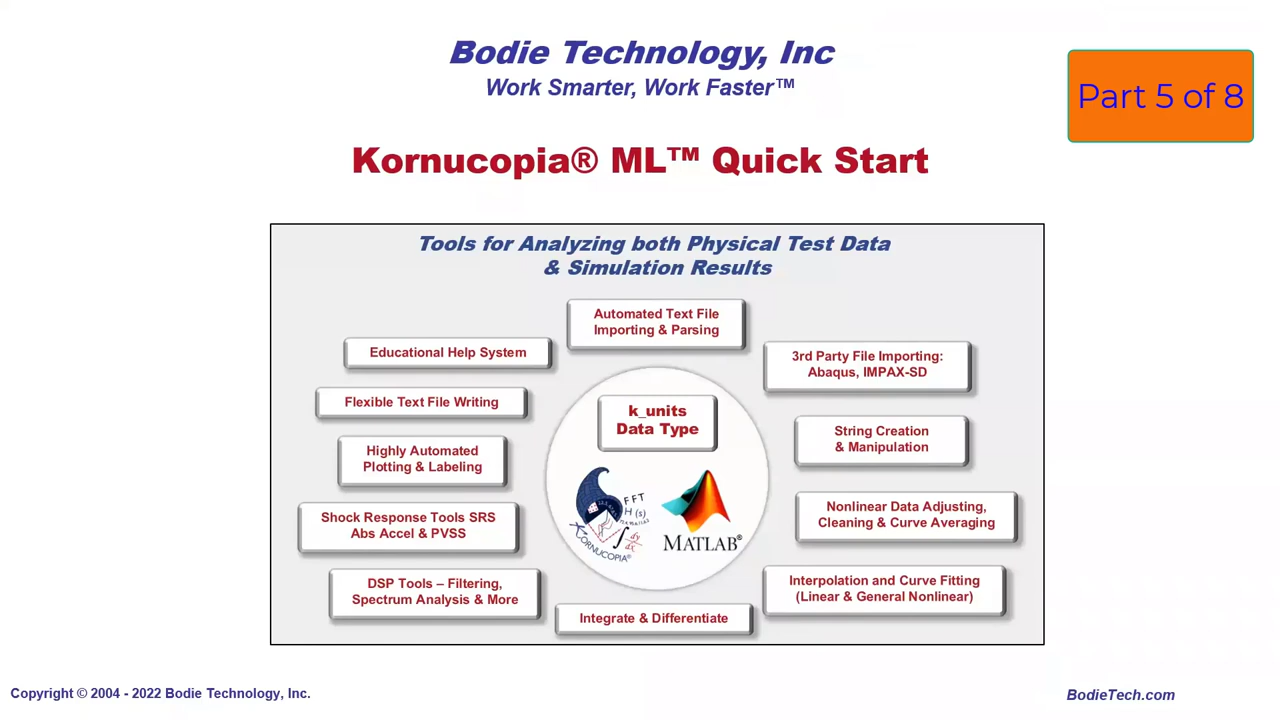 Bodie Technology, Inc
Work Smarter, Work Faster™
Part 5 of 8
Kornucopia® ML™ Quick Start
Tools for Analyzing both Physical Test Data
& Simulation Results
Automated Text File
Importing & Parsing
Educational Help System
3rd Party File Importing:
Abaqus, IMPAX-SD
Flexible Text File Writing
k_units
Data Type
String Creation
& Manipulation
Highly Automated
Plotting & Labeling
FFT
H(s)
KORNUCOPIA®
∫ dy/dx
MATLAB®
Nonlinear Data Adjusting,
Cleaning & Curve Averaging
Shock Response Tools SRS
Abs Accel & PVSS
DSP Tools – Filtering,
Spectrum Analysis & More
Interpolation and Curve Fitting
(Linear & General Nonlinear)
Integrate & Differentiate
Copyright © 2004 - 2022 Bodie Technology, Inc.
BodieTech.com